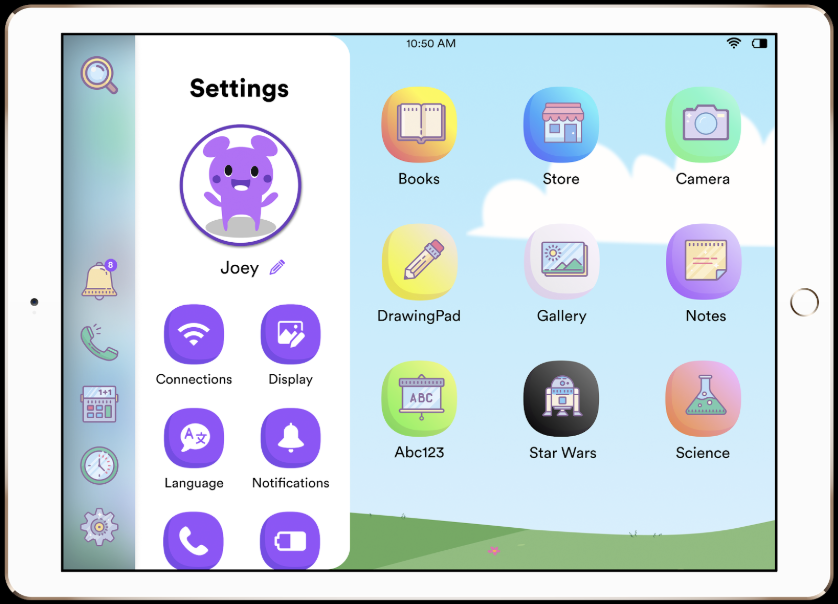 10:50 AM
Settings
8
Joey
1+1
A文
Connections
Display
Language
Notifications
Books
Store
Camera
DrawingPad
Gallery
Notes
ABC
Abc123
Star Wars
Science